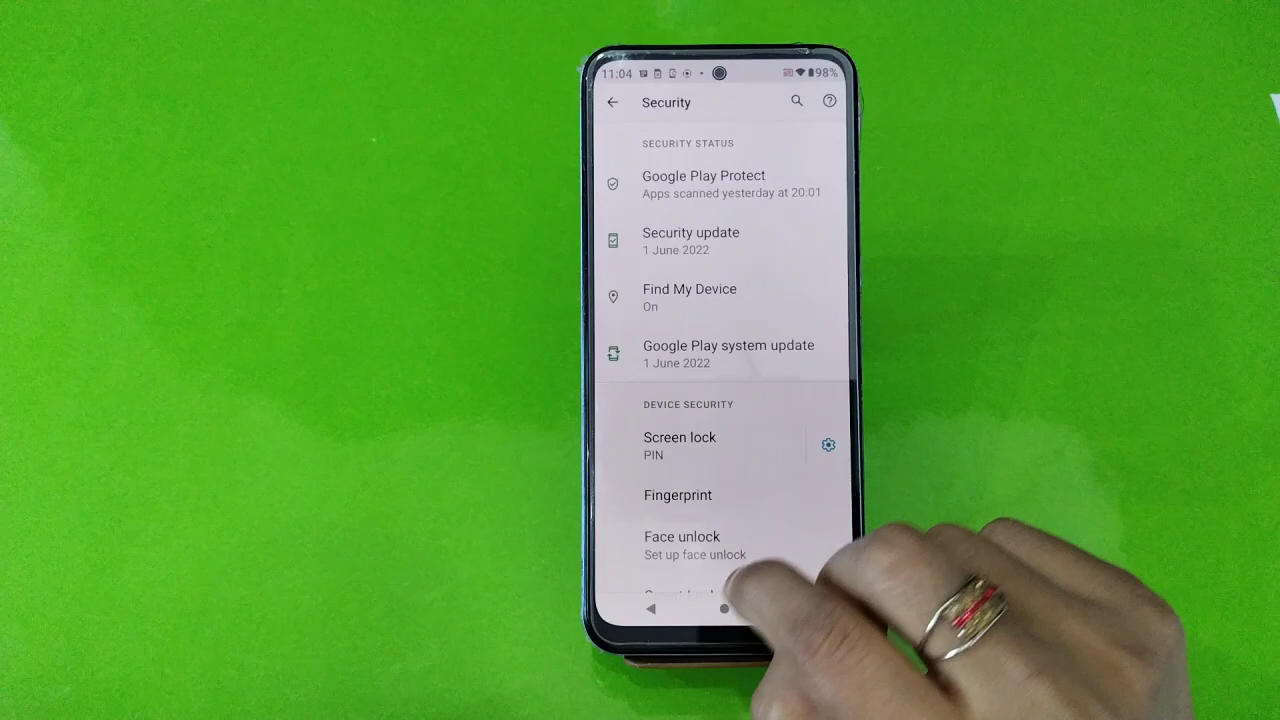 11:04
98%
Security
SECURITY STATUS
Google Play Protect
Apps scanned yesterday at 20:01
Security update
1 June 2022
Find My Device
On
Google Play system update
1 June 2022
DEVICE SECURITY
Screen lock
PIN
Fingerprint
Face unlock
Set up face unlock